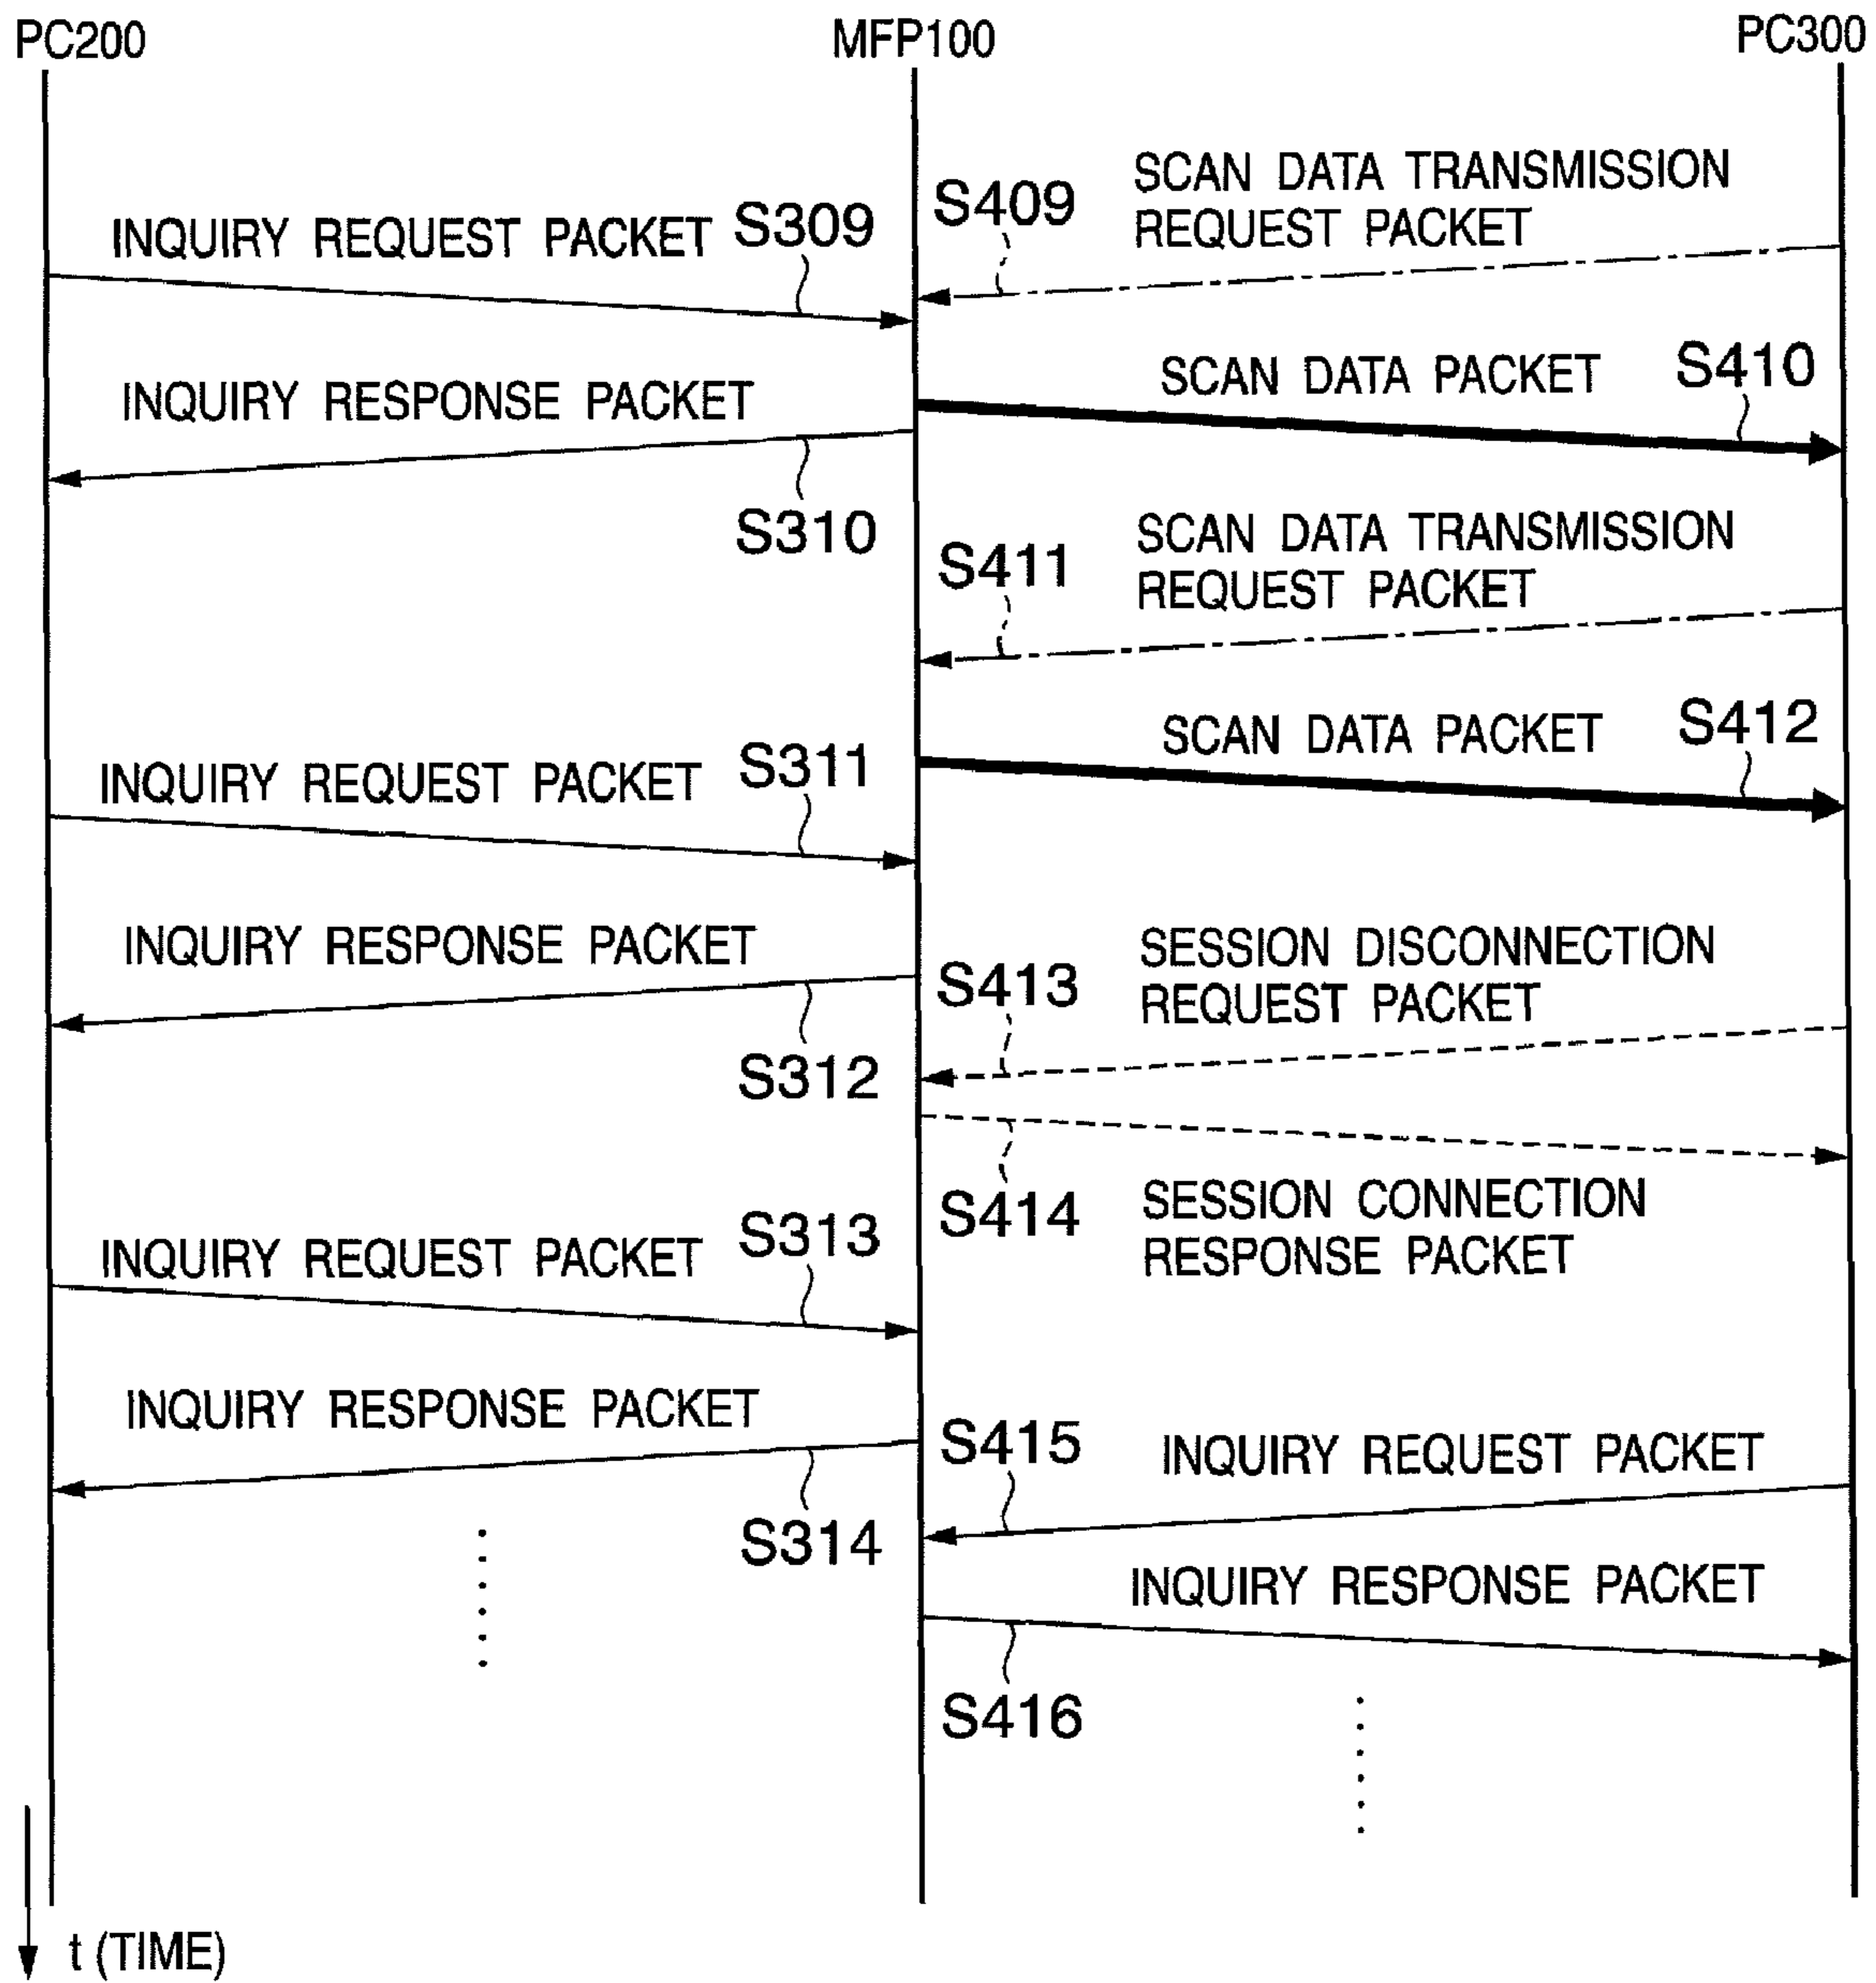 PC200
MFP100
PC300
SCAN DATA TRANSMISSION
REQUEST PACKET
S409
INQUIRY REQUEST PACKET
S309
SCAN DATA PACKET
S410
INQUIRY RESPONSE PACKET
S310
SCAN DATA TRANSMISSION
REQUEST PACKET
S411
SCAN DATA PACKET
S412
INQUIRY REQUEST PACKET
S311
INQUIRY RESPONSE PACKET
S312
SESSION DISCONNECTION
REQUEST PACKET
S413
S414
SESSION CONNECTION
RESPONSE PACKET
INQUIRY REQUEST PACKET
S313
INQUIRY RESPONSE PACKET
S314
S415
INQUIRY REQUEST PACKET
INQUIRY RESPONSE PACKET
S416
t (TIME)